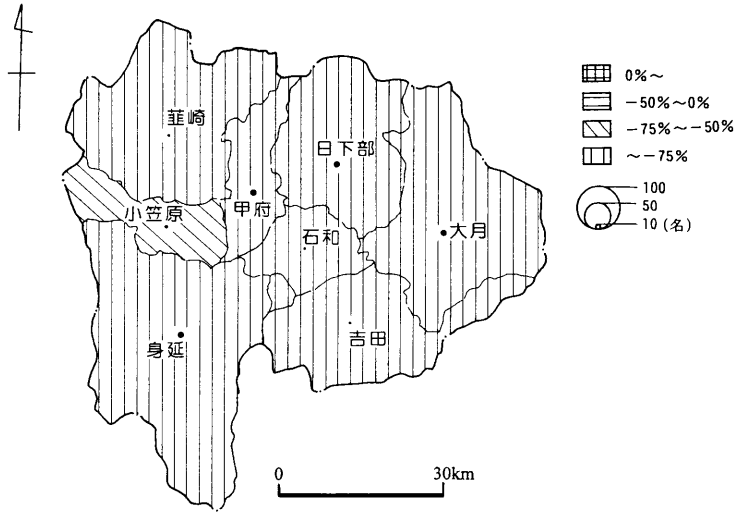 韮崎
日下部
小笠原
甲府
石和
大月
身延
吉田
0%～
-50%～0%
-75%～-50%
～-75%
100
50
10(名)
0
30km